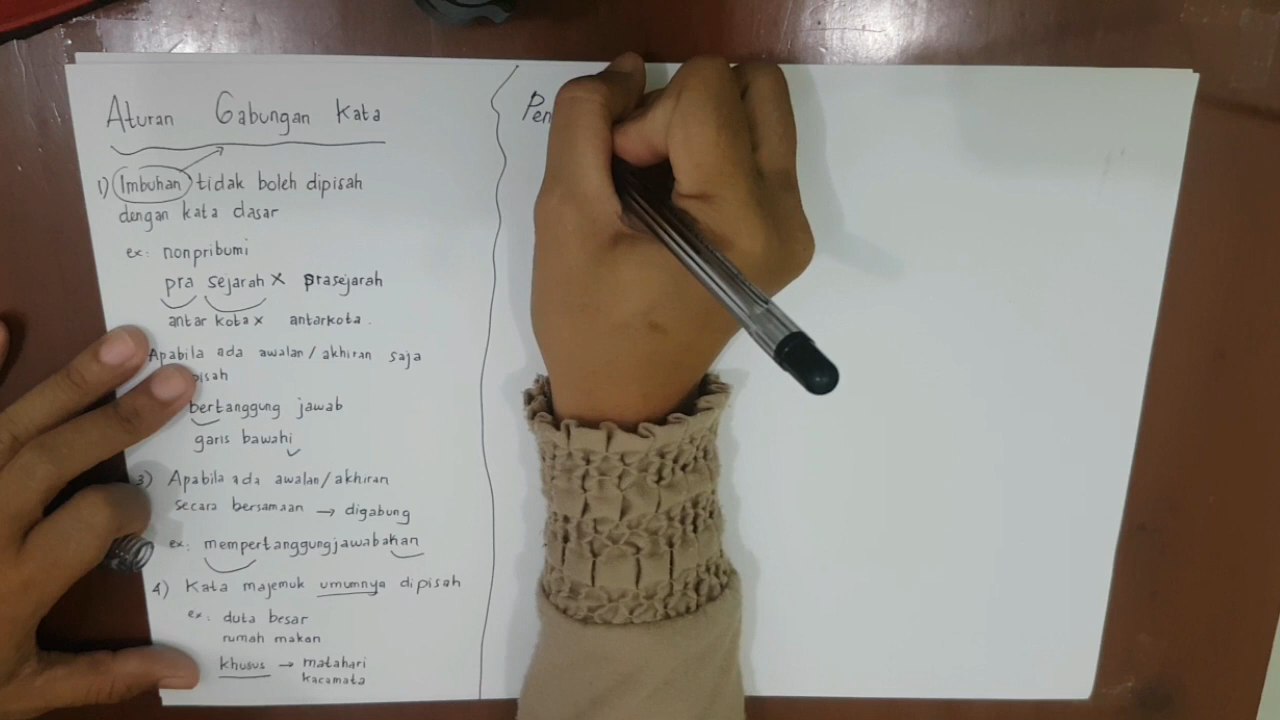 Aturan Gabungan Kata
1) Imbuhan tidak boleh dipisah
dengan kata dasar
ex: nonpribumi
pra sejarah X prasejarah
antar kota x antarkota.
Apabila ada awalan/akhiran saja
bertanggung jawab
garis bawahi
3) Apabila ada awalan/akhiran
secara bersamaan → digabung
ex: mempertanggungjawabakan
4) Kata majemuk umumnya dipisah
ex: duta besar
rumah makan
khusus → matahari
kacamata
Pen